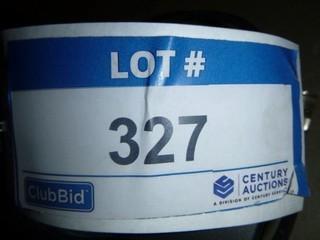 LOT #
327
ClubBid
CENTURY
AUCTIONS
A DIVISION OF CENTURY